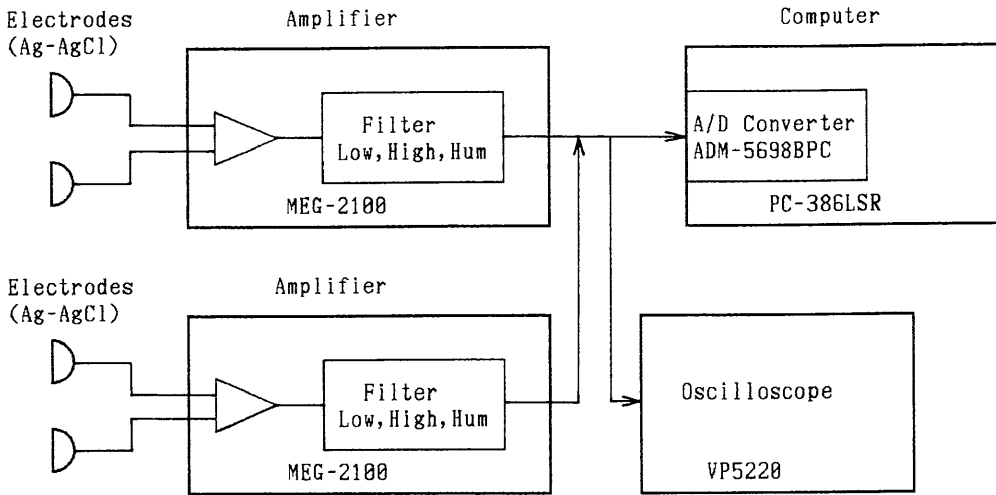 Electrodes
(Ag-AgCl)
Amplifier
Filter
Low,High,Hum
MEG-2100
Computer
A/D Converter
ADM-5698BPC
PC-386LSR
Electrodes
(Ag-AgCl)
Amplifier
Filter
Low,High,Hum
MEG-2100
Oscilloscope
VP5220